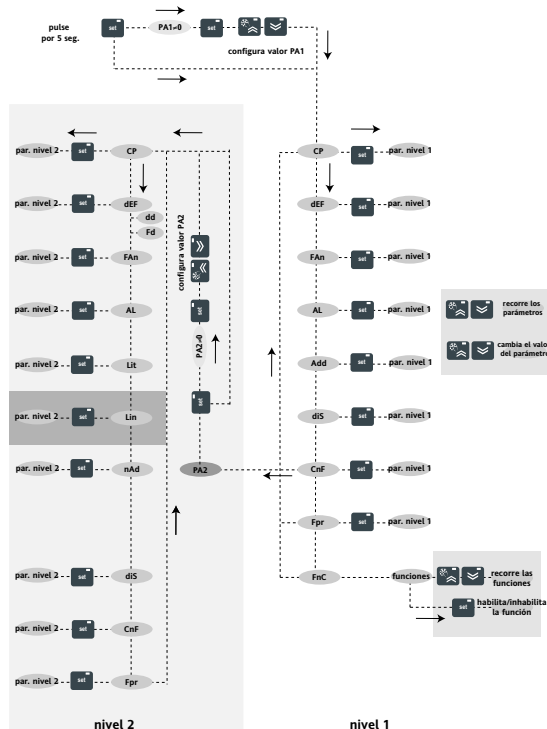 pulse
por 5 seg.
set
PA1≠0
set
configura valor PA1
par. nivel 2
set
CP
CP
set
par. nivel 1
par. nivel 2
set
dEF
dd
Fd
dEF
set
par. nivel 1
par. nivel 2
set
FAn
configura valor PA2
FAn
set
par. nivel 1
par. nivel 2
set
AL
set
AL
set
par. nivel 1
recorre los
parámetros
cambia el valor
del parámetro
par. nivel 2
set
Lit
PA2≠0
Add
set
par. nivel 1
par. nivel 2
set
Lin
set
diS
set
par. nivel 1
par. nivel 2
set
nAd
PA2
CnF
set
par. nivel 1
Fpr
set
par. nivel 1
par. nivel 2
set
diS
FnC
funciones
recorre las
funciones
set
habilita/inhabilita
la función
par. nivel 2
set
CnF
par. nivel 2
set
Fpr
nivel 2
nivel 1